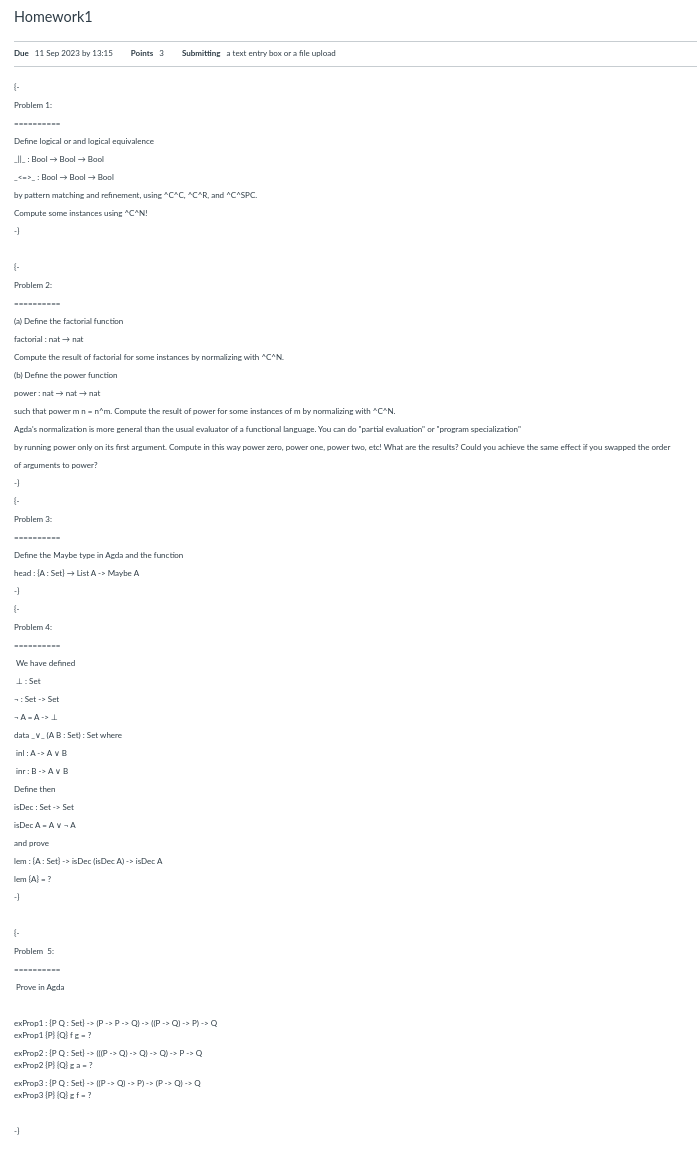 Homework1
Due 11 Sep 2023 by 13:15 Points 3 Submitting a text entry box or a file upload
{-
Problem 1:
==========
Define logical or and logical equivalence
_||_ : Bool → Bool → Bool
_<=>_ : Bool → Bool → Bool
by pattern matching and refinement, using ^C^C, ^C^R, and ^C^SPC.
Compute some instances using ^C^N!
-}
{-
Problem 2:
==========
(a) Define the factorial function
factorial : nat → nat
Compute the result of factorial for some instances by normalizing with ^C^N.
(b) Define the power function
power : nat → nat → nat
such that power m n = n^m. Compute the result of power for some instances of m by normalizing with ^C^N.
Agda's normalization is more general than the usual evaluator of a functional language. You can do "partial evaluation" or "program specialization"
by running power only on its first argument. Compute in this way power zero, power one, power two, etc! What are the results? Could you achieve the same effect if you swapped the order
of arguments to power?
-}
{-
Problem 3:
==========
Define the Maybe type in Agda and the function
head : {A : Set} → List A -> Maybe A
-}
{-
Problem 4:
==========
We have defined
⊥ : Set
¬ : Set -> Set
¬ A = A -> ⊥
data _∨_ (A B : Set) : Set where
inl : A -> A ∨ B
inr : B -> A ∨ B
Define then
isDec : Set -> Set
isDec A = A ∨ ¬ A
and prove
lem : {A : Set} -> isDec (isDec A) -> isDec A
lem {A} = ?
-}
{-
Problem 5:
==========
Prove in Agda
exProp1 : {P Q : Set} -> (P -> P -> Q) -> ((P -> Q) -> P) -> Q
exProp1 {P} {Q} f g = ?
exProp2 : {P Q : Set} -> (((P -> Q) -> Q) -> Q) -> P -> Q
exProp2 {P} {Q} g a = ?
exProp3 : {P Q : Set} -> ((P -> Q) -> P) -> (P -> Q) -> Q
exProp3 {P} {Q} g f = ?
-}